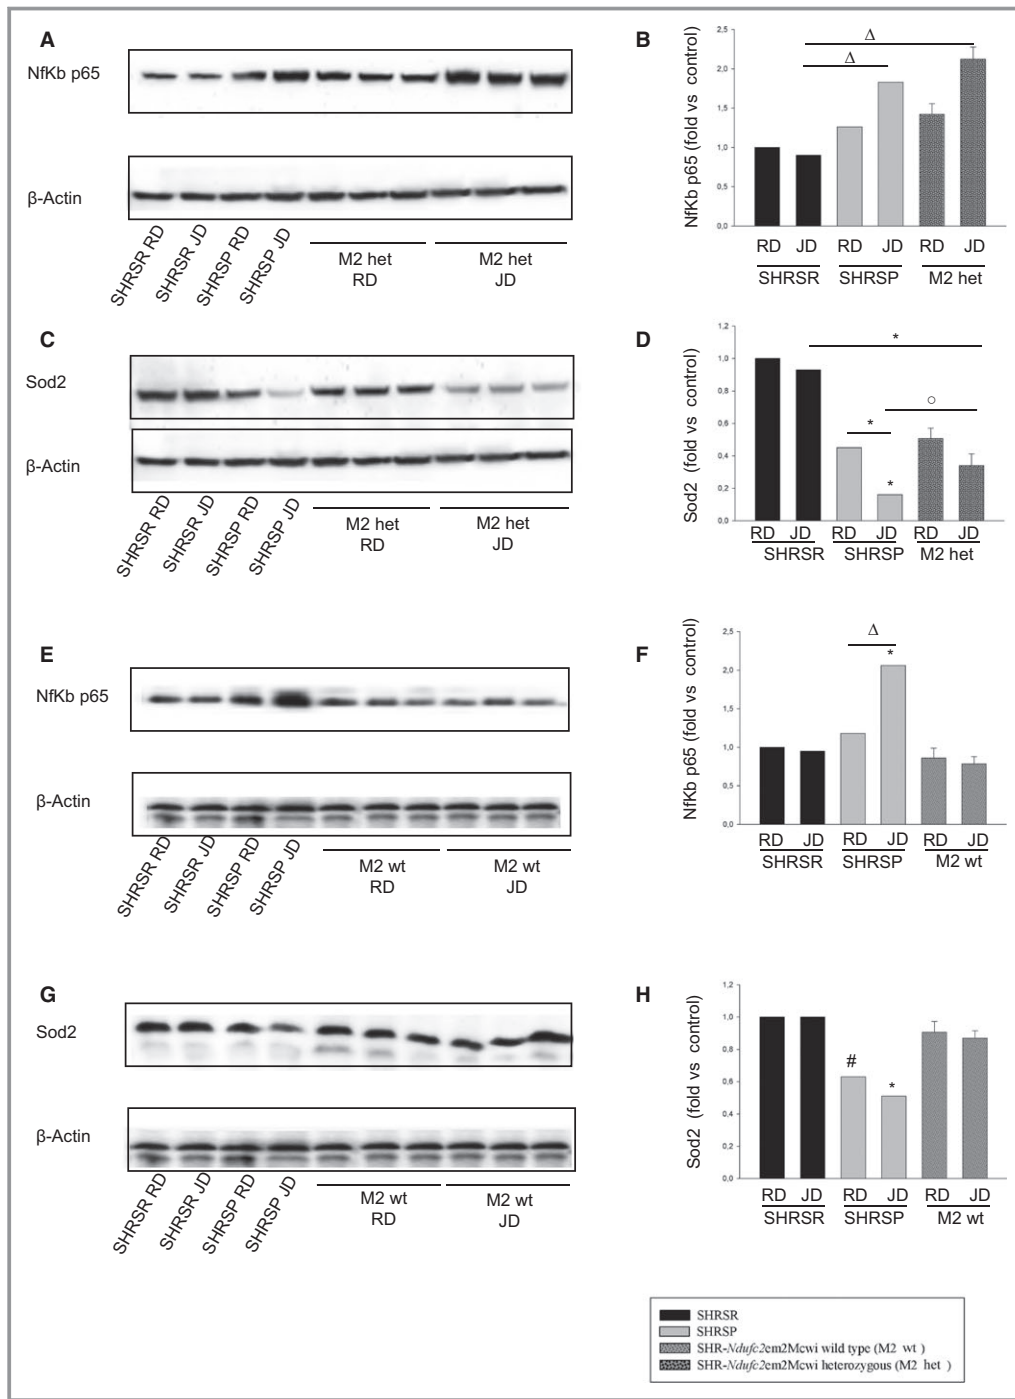 A
NfKb p65
β-Actin
SHRSR RD
SHRSR JD
SHRSP RD
SHRSP JD
M2 het
RD
M2 het
JD
B
NfKb p65 (fold vs control)
2,5
2,0
1,5
1,0
0,5
0,0
Δ
Δ
RD JD RD JD RD JD
SHRSR SHRSP M2 het
C
Sod2
β-Actin
SHRSR RD
SHRSR JD
SHRSP RD
SHRSP JD
M2 het
RD
M2 het
JD
D
Sod2 (fold vs control)
1,2
1,0
0,8
0,6
0,4
0,2
0,0
*
○
*
*
RD JD RD JD RD JD
SHRSR SHRSP M2 het
E
NfKb p65
β-Actin
SHRSR RD
SHRSR JD
SHRSP RD
SHRSP JD
M2 wt
RD
M2 wt
JD
F
NfKb p65 (fold vs control)
2,5
2,0
1,5
1,0
0,5
0,0
Δ
*
RD JD RD JD RD JD
SHRSR SHRSP M2 wt
G
Sod2
β-Actin
SHRSR RD
SHRSR JD
SHRSP RD
SHRSP JD
M2 wt
RD
M2 wt
JD
H
Sod2 (fold vs control)
1,2
1,0
0,8
0,6
0,4
0,2
0,0
#
*
RD JD RD JD RD JD
SHRSR SHRSP M2 wt
SHRSR
SHRSP
SHR-Ndufc2em2Mcwi wild type (M2 wt )
SHR-Ndufc2em2Mcwi heterozygous (M2 het )